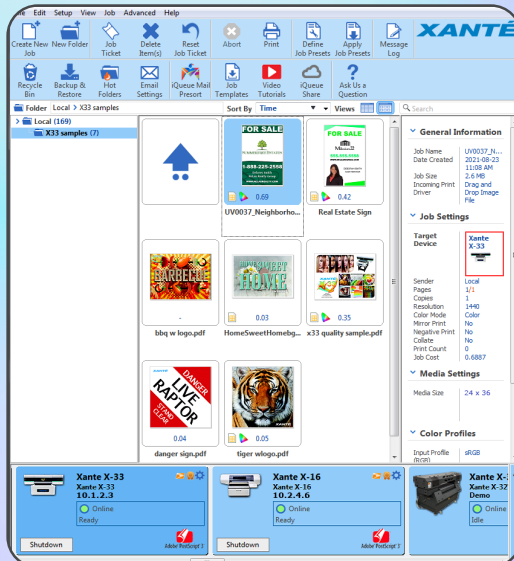 File Edit Setup View Job Advanced Help
Create New Job
New Folder
Job Ticket
Delete Item(s)
Reset Job Ticket
Abort
Print
Define Job Presets
Apply Job Presets
Message Log
XANTÉ
Recycle Bin
Backup & Restore
Hot Folders
Email Settings
iQueue Mail Presort
Job Templates
Video Tutorials
iQueue Share
Ask Us a Question
Folder Local > X33 samples
Sort By Time
Views
Search
Local (169)
X33 samples (7)
FOR SALE
1-888-225-2556
0.69
UV0037_Neighborho...
FOR SALE
0.42
Real Estate Sign
BARBECUE
-
bbq w logo.pdf
HOME SWEET HOME
0.03
HomeSweetHomebg...
0.35
x33 quality sample.pdf
DANGER
LIVE RAPTOR
STAND CLEAR
0.04
danger sign.pdf
XANTÉ
0.05
tiger wlogo.pdf
General Information
Job Name UV0037_N...
Date Created 2021-08-23 11:08 AM
Job Size 2.6 MB
Incoming Print Driver Drag and Drop Image File
Job Settings
Target Device Xante X-33
Sender Local
Pages 1/1
Copies 1
Resolution 1440
Color Mode Color
Mirror Print No
Negative Print No
Collate No
Print Count 0
Job Cost 0.6887
Media Settings
Media Size 24 x 36
Color Profiles
Input Profile (RGB) sRGB
Xante X-33
Xante X-33
10.1.2.3
Online
Ready
Shutdown
Adobe PostScript 3
Xante X-16
Xante X-16
10.2.4.6
Online
Ready
Shutdown
Adobe PostScript 3
Xante X-3
Xante X-32
Demo
Online
Idle